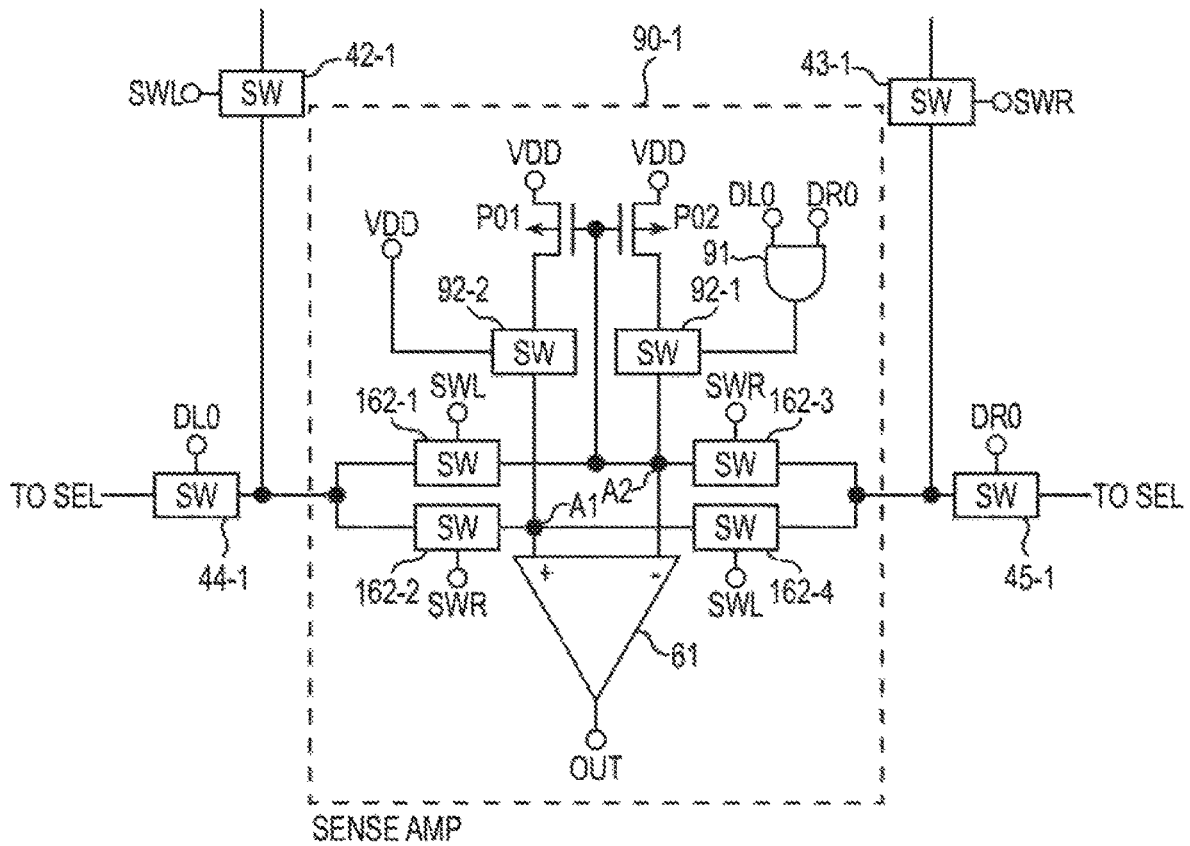 90-1
42-1
43-1
SWL
SW
SW
SWR
VDD
VDD
DL0
DR0
P01
P02
VDD
91
92-2
92-1
SW
SW
SWL
SWR
162-1
162-3
DL0
DR0
SW
SW
TO SEL
SW
A1
A2
SW
TO SEL
SW
SW
44-1
162-2
SWR
+
-
SWL
162-4
45-1
61
OUT
SENSE AMP